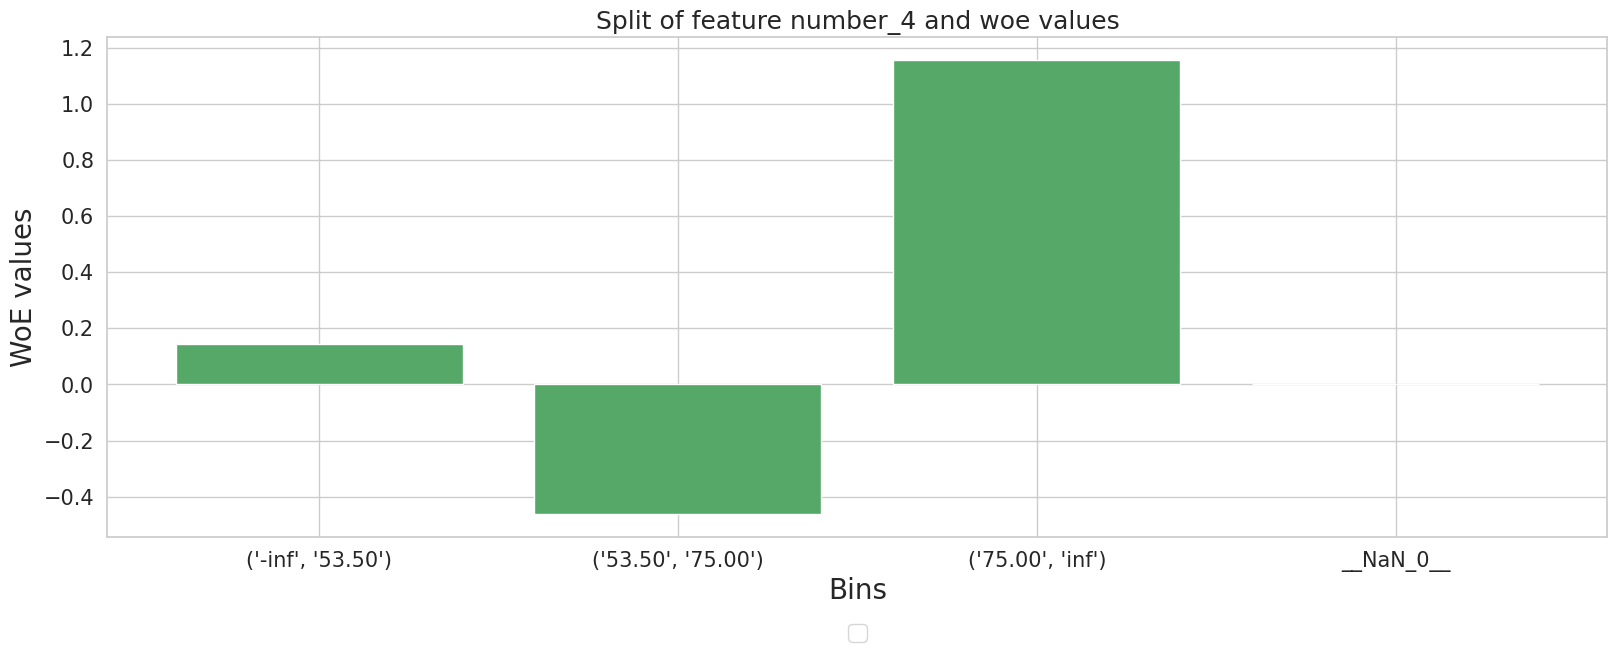 Split of feature number_4 and woe values
WoE values
1.2
1.0
0.8
0.6
0.4
0.2
0.0
−0.2
−0.4
('-inf', '53.50')
('53.50', '75.00')
('75.00', 'inf')
__NaN_0__
Bins